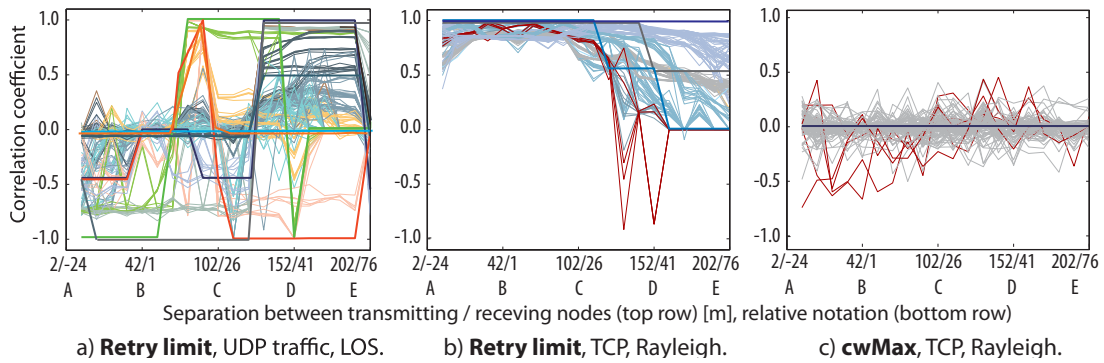 Correlation coefficient
1.0
0.5
0.0
-0.5
-1.0
2/-24 42/1 102/26 152/41 202/76
A B C D E
1.0
0.5
0.0
-0.5
-1.0
2/-24 42/1 102/26 152/41 202/76
A B C D E
1.0
0.5
0.0
-0.5
-1.0
2/-24 42/1 102/26 152/41 202/76
A B C D E
Separation between transmitting / receving nodes (top row) [m], relative notation (bottom row)
a) Retry limit, UDP traffic, LOS.
b) Retry limit, TCP, Rayleigh.
c) cwMax, TCP, Rayleigh.